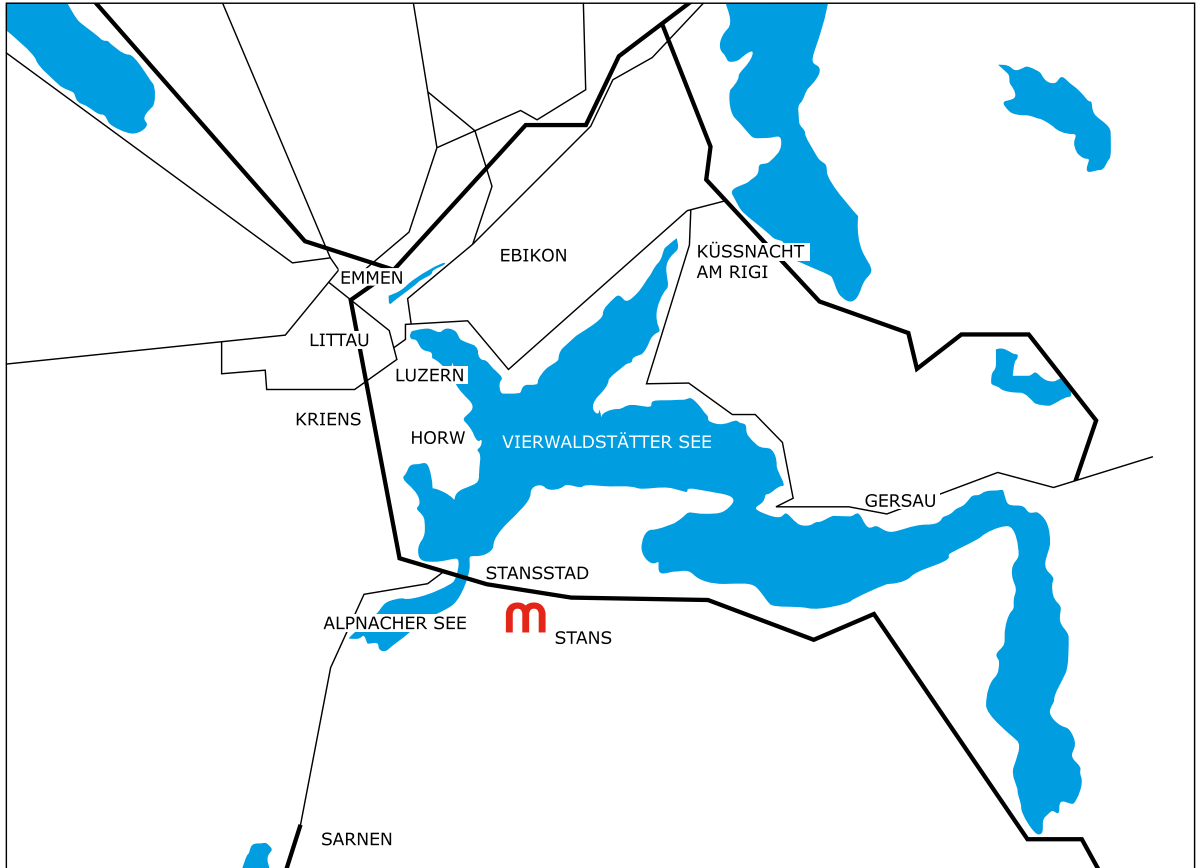 EBIKON
KÜSSNACHT
AM RIGI
EMMEN
LITTAU
LUZERN
KRIENS
HORW
VIERWALDSTÄTTER SEE
GERSAU
STANSSTAD
m
ALPNACHER SEE
STANS
SARNEN